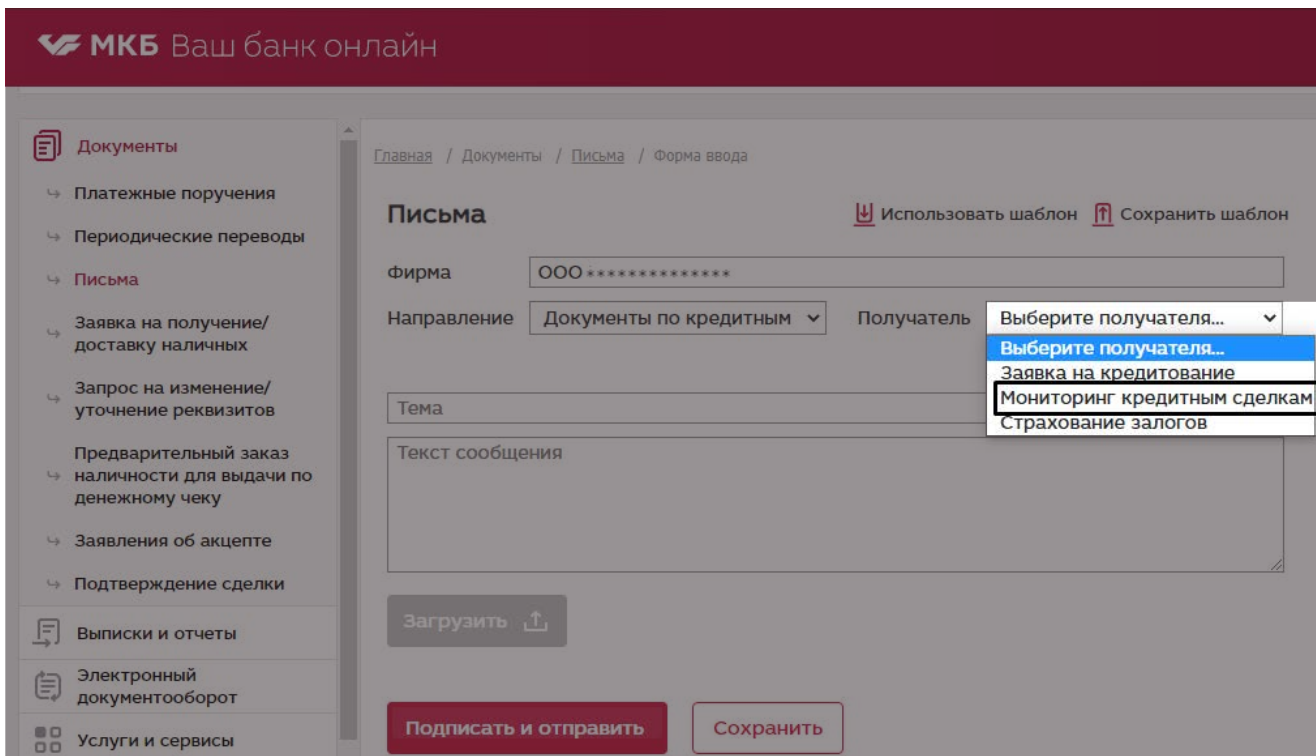 МКБ Ваш банк онлайн
Документы
Платежные поручения
Периодические переводы
Письма
Заявка на получение/
доставку наличных
Запрос на изменение/
уточнение реквизитов
Предварительный заказ
наличности для выдачи по
денежному чеку
Заявления об акцепте
Подтверждение сделки
Выписки и отчеты
Электронный
документооборот
Услуги и сервисы
Главная / Документы / Письма / Форма ввода
Письма
Использовать шаблон Сохранить шаблон
Фирма ООО **************
Направление Документы по кредитным Получатель Выберите получателя...
Выберите получателя...
Заявка на кредитование
Мониторинг кредитным сделкам
Страхование залогов
Тема
Текст сообщения
Загрузить
Подписать и отправить Сохранить